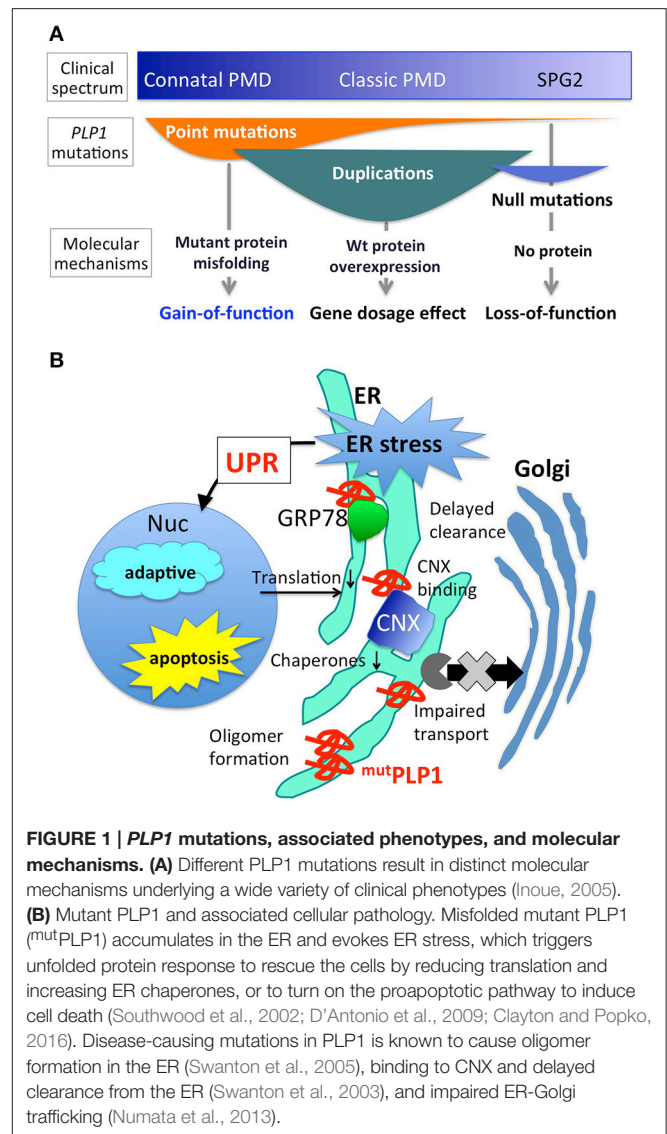 A
Clinical
spectrum
Connatal PMD
Classic PMD
SPG2
PLP1
mutations
Point mutations
Duplications
Null mutations
Molecular
mechanisms
Mutant protein
misfolding
Wt protein
overexpression
No protein
Gain-of-function
Gene dosage effect
Loss-of-function
B
ER
ER stress
UPR
Golgi
Nuc
GRP78
Delayed
clearance
adaptive
Translation ↓
CNX
binding
CNX
apoptosis
Chaperones ↓
Impaired
transport
Oligomer
formation
mutPLP1
FIGURE 1 | PLP1 mutations, associated phenotypes, and molecular
mechanisms. (A) Different PLP1 mutations result in distinct molecular
mechanisms underlying a wide variety of clinical phenotypes (Inoue, 2005).
(B) Mutant PLP1 and associated cellular pathology. Misfolded mutant PLP1
(mutPLP1) accumulates in the ER and evokes ER stress, which triggers
unfolded protein response to rescue the cells by reducing translation and
increasing ER chaperones, or to turn on the proapoptotic pathway to induce
cell death (Southwood et al., 2002; D'Antonio et al., 2009; Clayton and Popko,
2016). Disease-causing mutations in PLP1 is known to cause oligomer
formation in the ER (Swanton et al., 2005), binding to CNX and delayed
clearance from the ER (Swanton et al., 2003), and impaired ER-Golgi
trafficking (Numata et al., 2013).